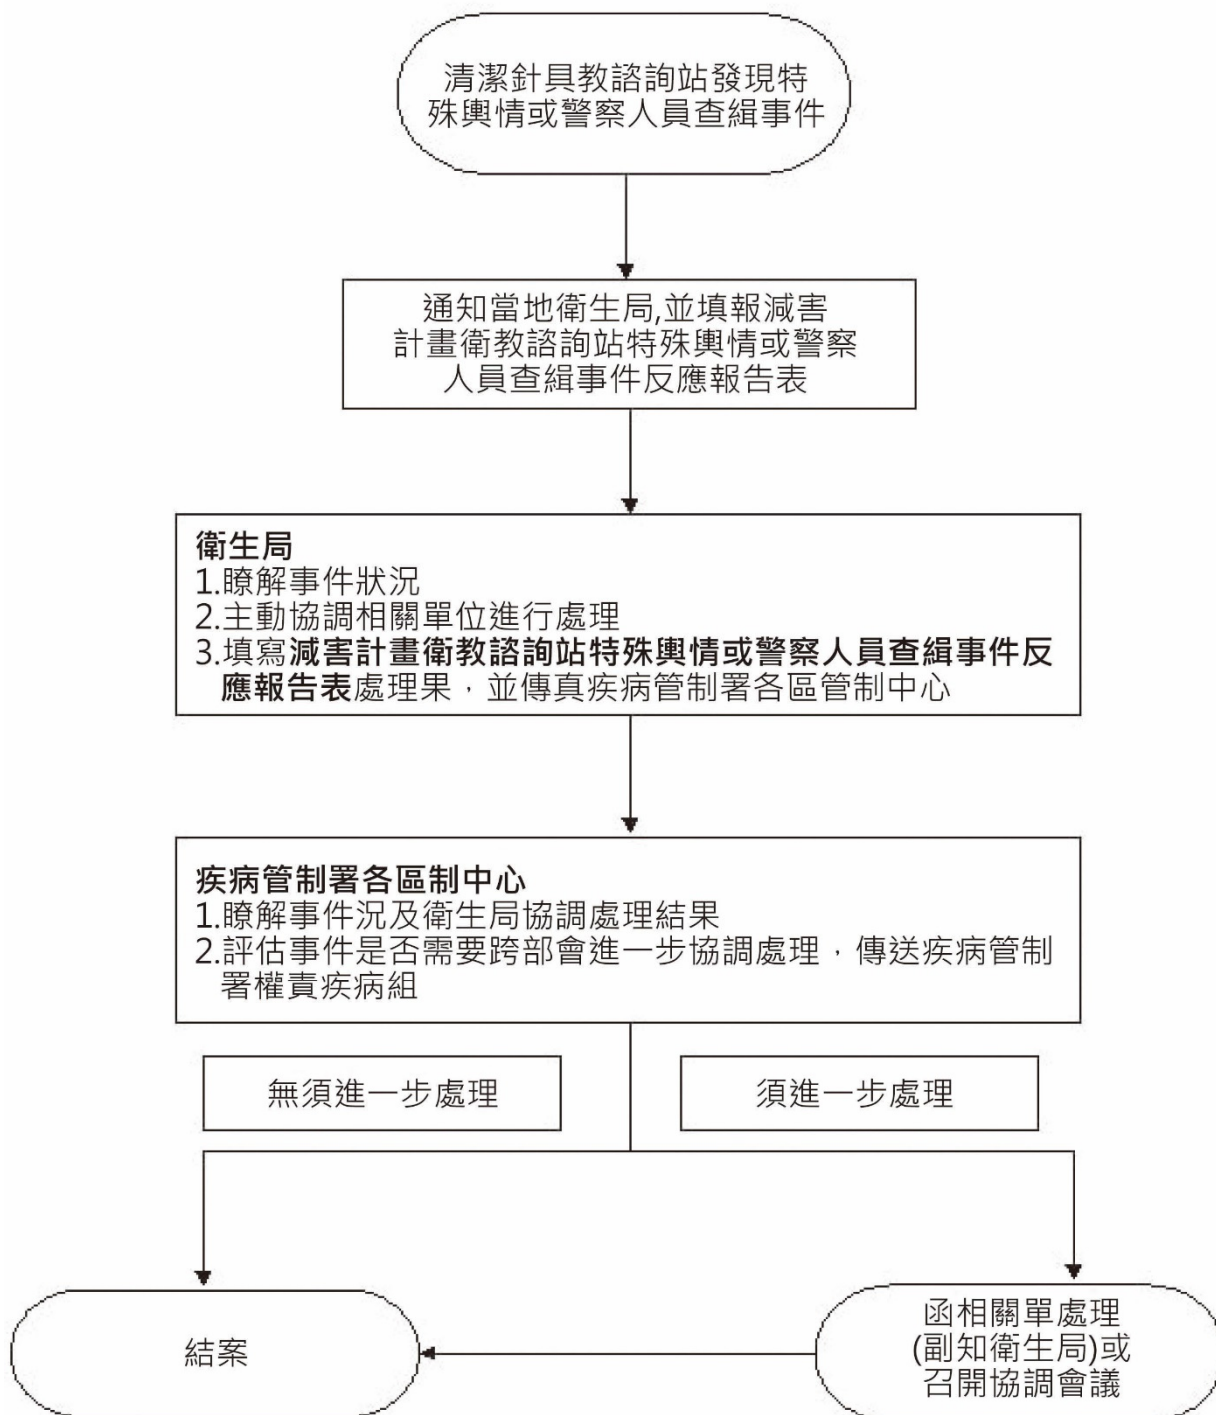 清潔針具教諮詢站發現特
殊輿情或警察人員查緝事件
通知當地衛生局,並填報減害
計畫衛教諮詢站特殊輿情或警察
人員查緝事件反應報告表
衛生局
1.瞭解事件狀況
2.主動協調相關單位進行處理
3.填寫減害計畫衛教諮詢站特殊輿情或警察人員查緝事件反
應報告表處理果，並傳真疾病管制署各區管制中心
疾病管制署各區制中心
1.瞭解事件況及衛生局協調處理結果
2.評估事件是否需要跨部會進一步協調處理，傳送疾病管制
署權責疾病組
無須進一步處理
須進一步處理
結案
函相關單處理
(副知衛生局)或
召開協調會議